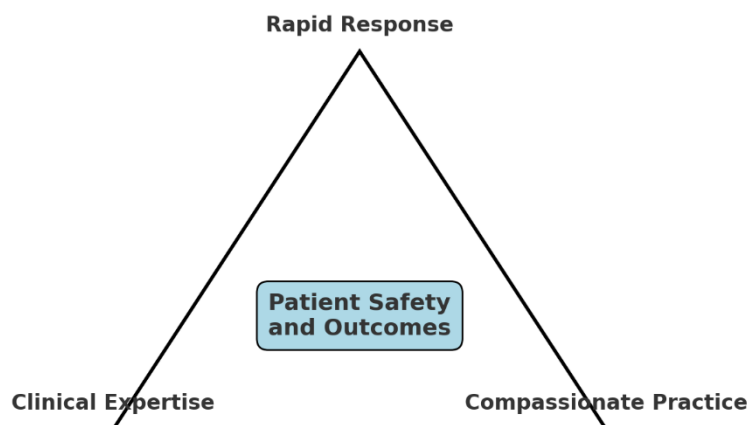 Rapid Response
Patient Safety
and Outcomes
Clinical Expertise
Compassionate Practice